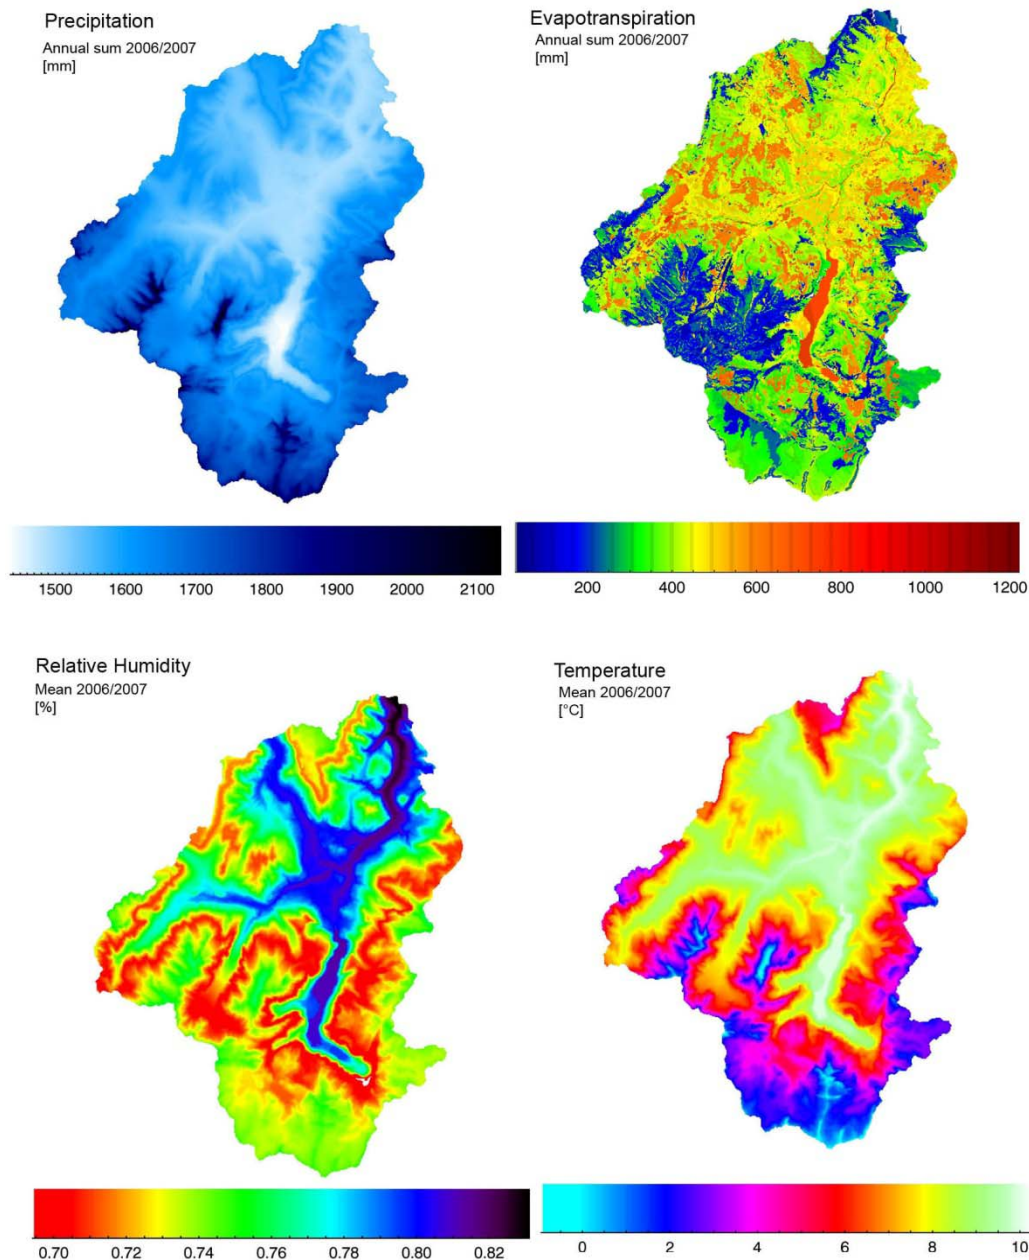 Precipitation
Annual sum 2006/2007
[mm]
Evapotranspiration
Annual sum 2006/2007
[mm]
1500 1600 1700 1800 1900 2000 2100
200 400 600 800 1000 1200
Relative Humidity
Mean 2006/2007
[%]
Temperature
Mean 2006/2007
[°C]
0.70 0.72 0.74 0.76 0.78 0.80 0.82
0 2 4 6 8 10